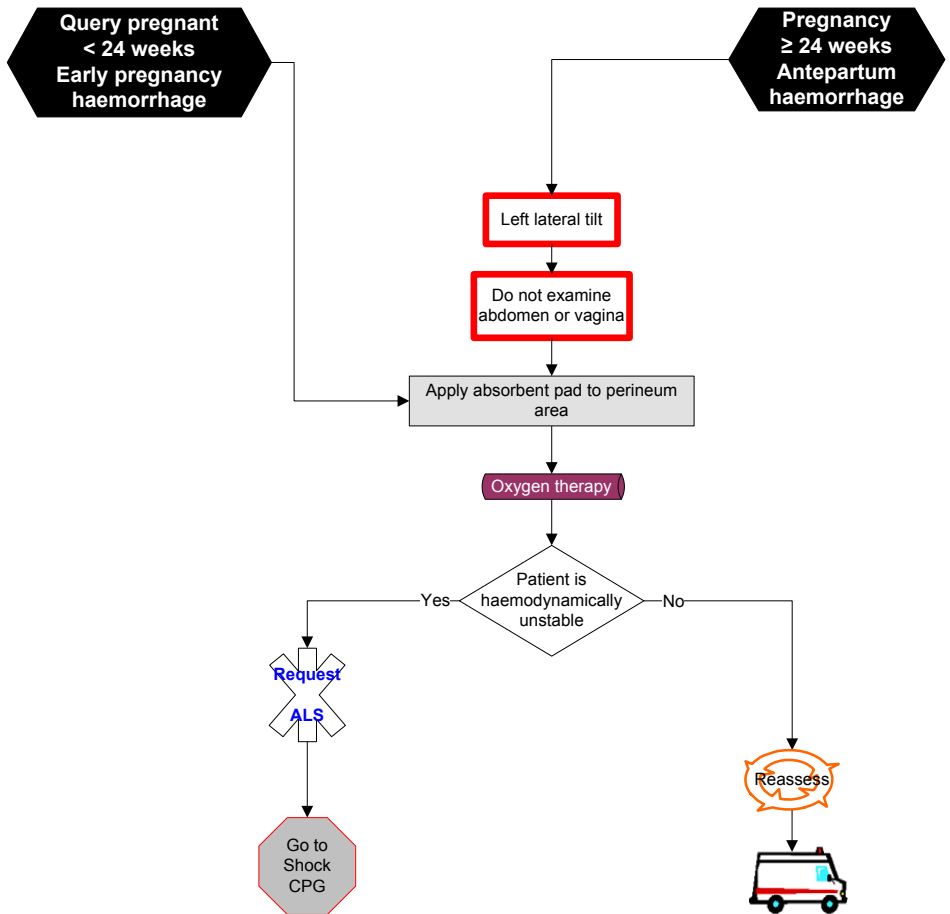 Query pregnant
< 24 weeks
Early pregnancy
haemorrhage
Pregnancy
≥ 24 weeks
Antepartum
haemorrhage
Left lateral tilt
Do not examine
abdomen or vagina
Apply absorbent pad to perineum
area
Oxygen therapy
Patient is
haemodynamically
unstable
Yes
No
Request
ALS
Reassess
Go to
Shock
CPG